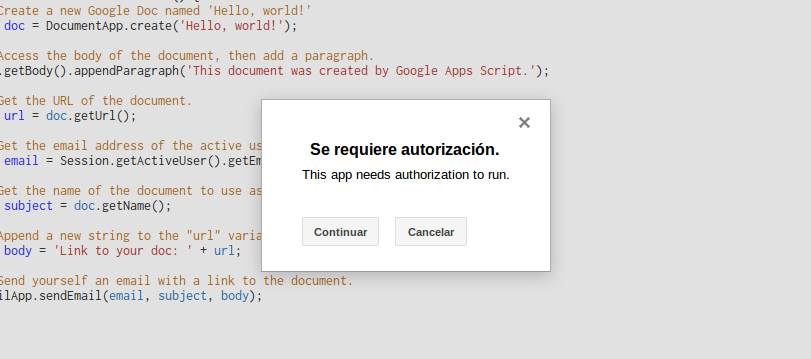 Create a new Google Doc named 'Hello, world!'
doc = DocumentApp.create('Hello, world!');
Access the body of the document, then add a paragraph.
.getBody().appendParagraph('This document was created by Google Apps Script.');
Get the URL of the document.
url = doc.getUrl();
Get the email address of the active us
email = Session.getActiveUser().getEm
Get the name of the document to use as
subject = doc.getName();
Append a new string to the "url" varia
body = 'Link to your doc: ' + url;
Send yourself an email with a link to the document.
ilApp.sendEmail(email, subject, body);
×
Se requiere autorización.
This app needs authorization to run.
Continuar Cancelar